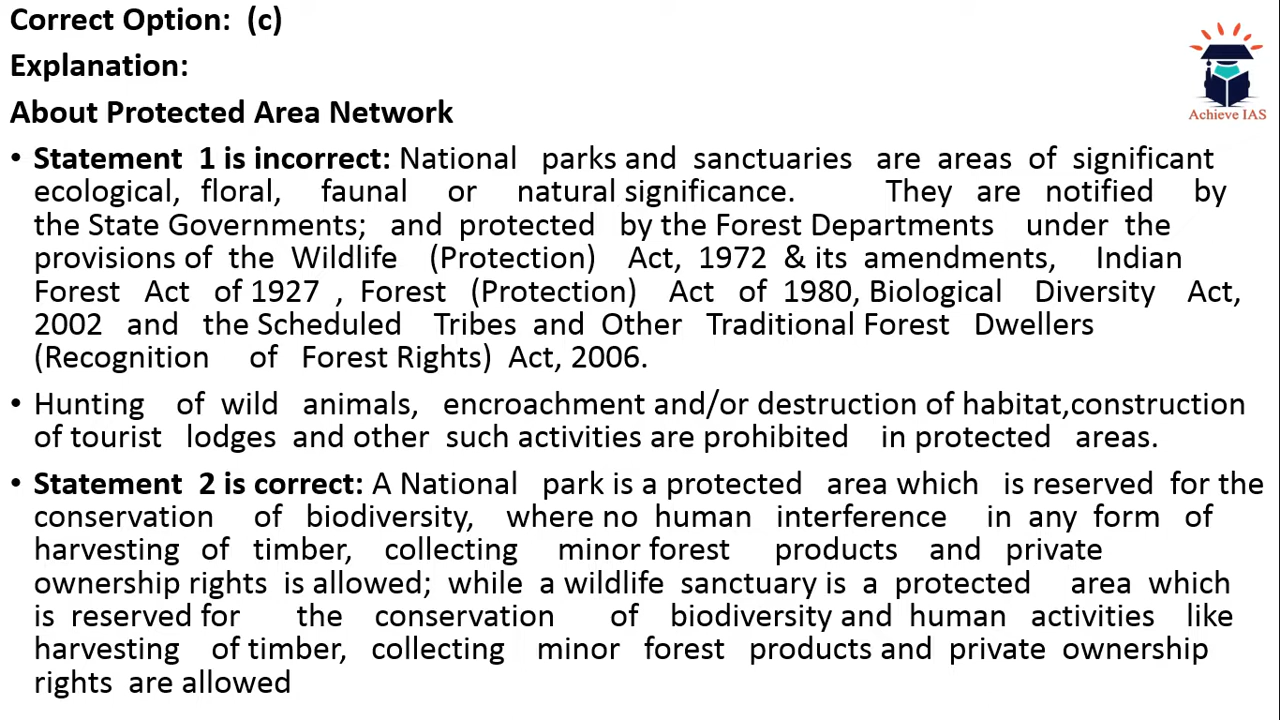 Correct Option: (c)
Explanation:
Achieve IAS
About Protected Area Network
• Statement 1 is incorrect: National parks and sanctuaries are areas of significant
ecological, floral, faunal or natural significance. They are notified by
the State Governments; and protected by the Forest Departments under the
provisions of the Wildlife (Protection) Act, 1972 & its amendments, Indian
Forest Act of 1927 , Forest (Protection) Act of 1980, Biological Diversity Act,
2002 and the Scheduled Tribes and Other Traditional Forest Dwellers
(Recognition of Forest Rights) Act, 2006.
• Hunting of wild animals, encroachment and/or destruction of habitat,construction
of tourist lodges and other such activities are prohibited in protected areas.
• Statement 2 is correct: A National park is a protected area which is reserved for the
conservation of biodiversity, where no human interference in any form of
harvesting of timber, collecting minor forest products and private
ownership rights is allowed; while a wildlife sanctuary is a protected area which
is reserved for the conservation of biodiversity and human activities like
harvesting of timber, collecting minor forest products and private ownership
rights are allowed